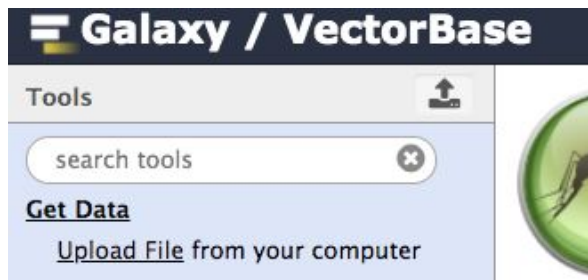 Galaxy / VectorBase
Tools
search tools
Get Data
Upload File from your computer